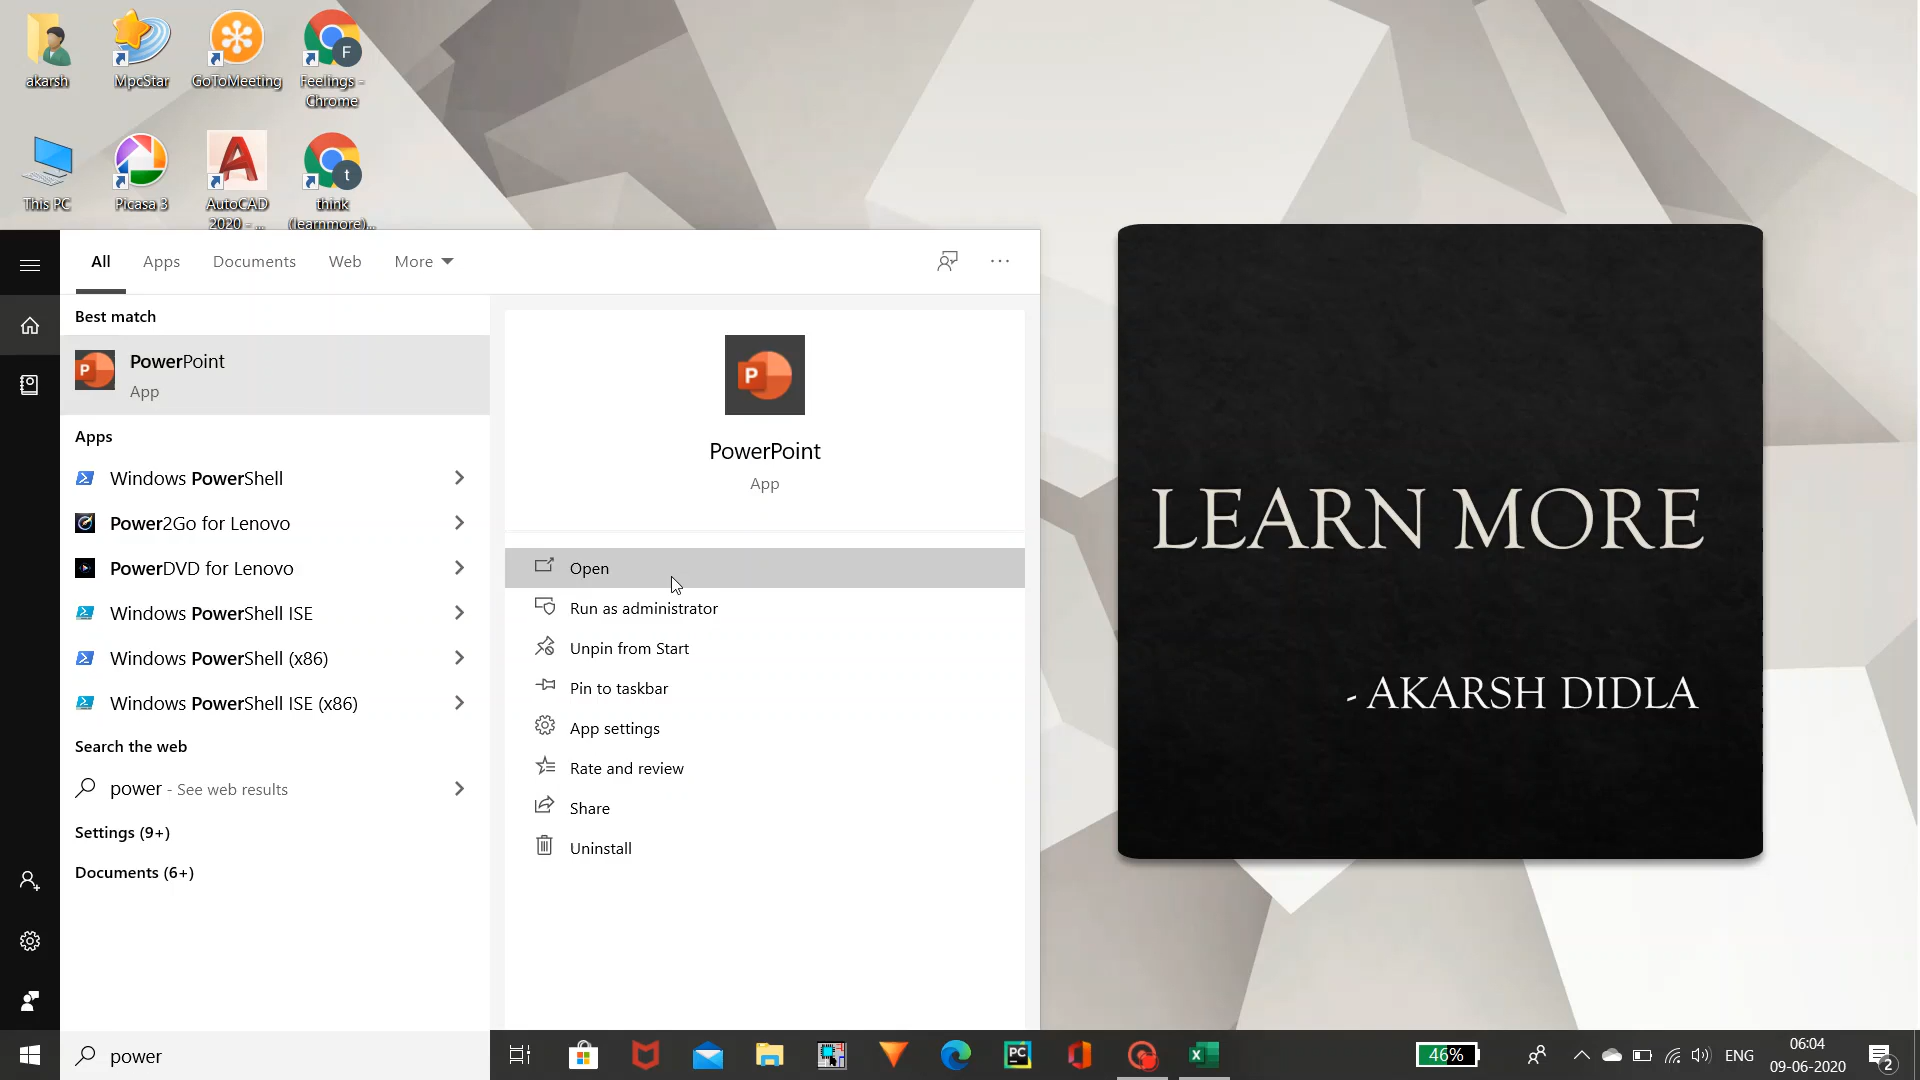 akarsh
MpcStar
GoToMeeting
Feelings -
Chrome
This PC
Picasa 3
AutoCAD
2020 - ...
think
(learnmore)...
All
Apps
Documents
Web
More
Best match
PowerPoint
App
Apps
Windows PowerShell
Power2Go for Lenovo
PowerDVD for Lenovo
Windows PowerShell ISE
Windows PowerShell (x86)
Windows PowerShell ISE (x86)
Search the web
power - See web results
Settings (9+)
Documents (6+)
power
PowerPoint
App
Open
Run as administrator
Unpin from Start
Pin to taskbar
App settings
Rate and review
Share
Uninstall
LEARN MORE
- AKARSH DIDLA
46%
ENG
06:04
09-06-2020
2